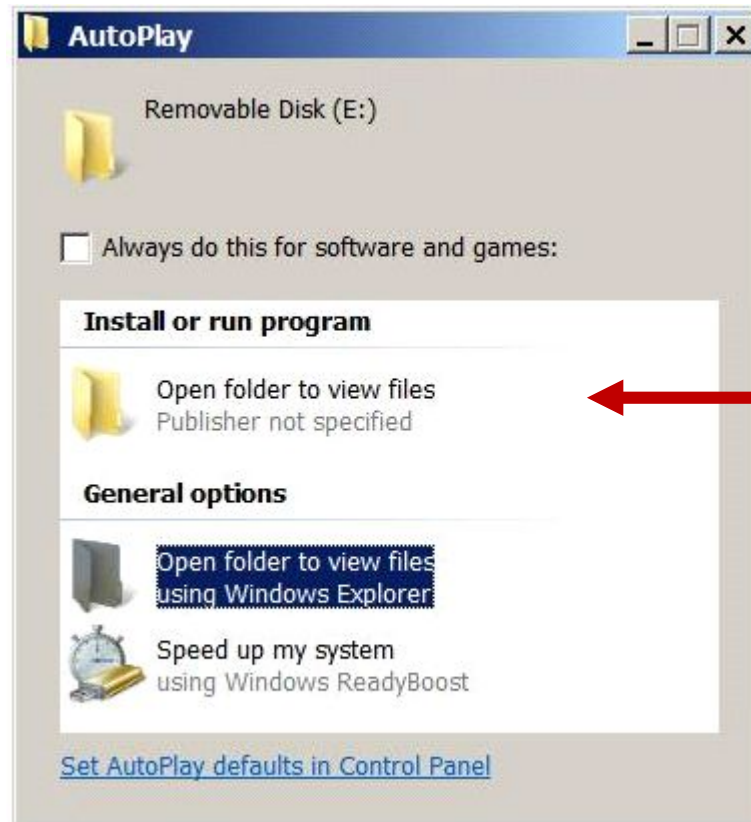 AutoPlay
Removable Disk (E:)
Always do this for software and games:
Install or run program
Open folder to view files
Publisher not specified
General options
Open folder to view files
using Windows Explorer
Speed up my system
using Windows ReadyBoost
Set AutoPlay defaults in Control Panel